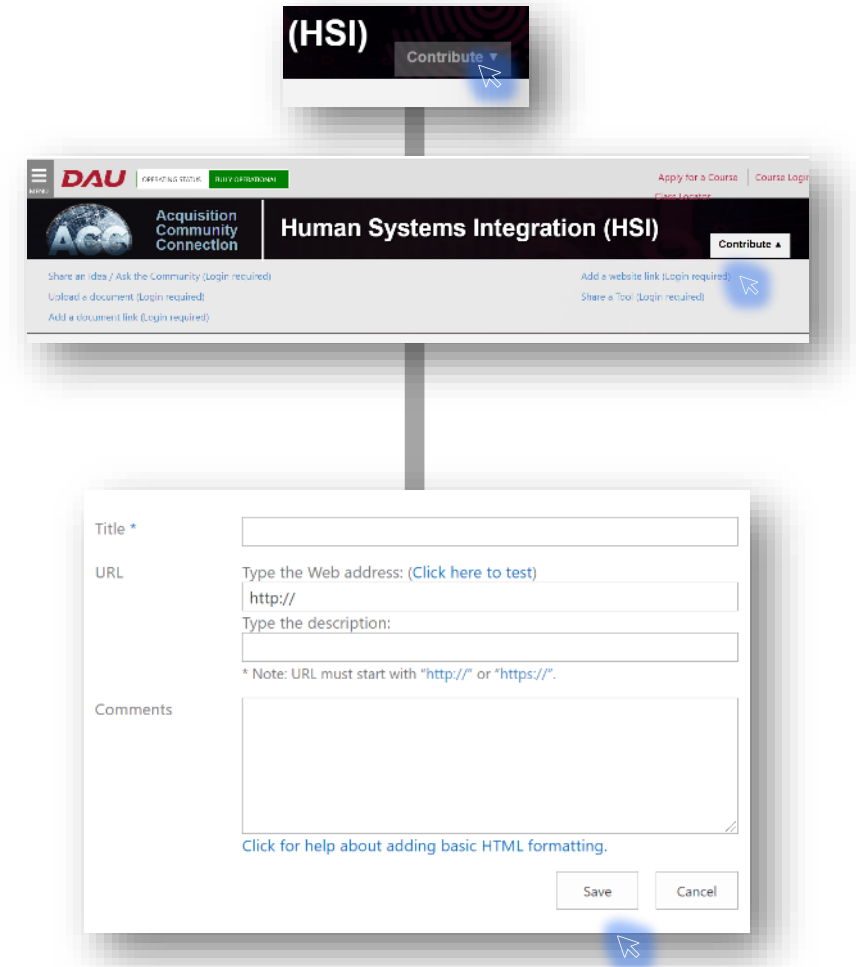 (HSI)
Contribute ▼
MENU
DAU
OPERATING STATUS FULLY OPERATIONAL
Apply for a Course Course Login
Class Locator
ACC
Acquisition
Community
Connection
Human Systems Integration (HSI)
Contribute ▲
Share an Idea / Ask the Community (Login required)
Add a website link (Login required)
Upload a document (Login required)
Share a Tool (Login required)
Add a document link (Login required)
Title *
URL
Type the Web address: (Click here to test)
http://
Type the description:
* Note: URL must start with “http://” or “https://”.
Comments
Click for help about adding basic HTML formatting.
Save
Cancel